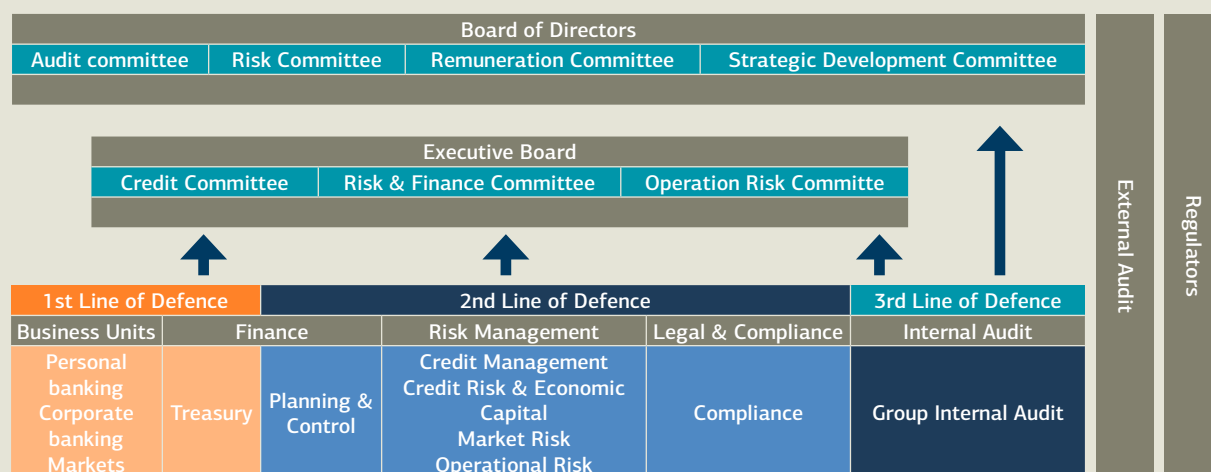 Board of Directors
Audit committee
Risk Committee
Remuneration Committee
Strategic Development Committee
Executive Board
Credit Committee
Risk & Finance Committee
Operation Risk Committe
External Audit
Regulators
1st Line of Defence
2nd Line of Defence
3rd Line of Defence
Business Units
Finance
Risk Management
Legal & Compliance
Internal Audit
Personal
banking
Corporate
banking
Markets
Treasury
Planning &
Control
Credit Management
Credit Risk & Economic
Capital
Market Risk
Operational Risk
Compliance
Group Internal Audit